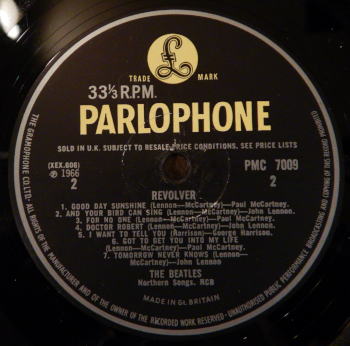 £
TRADE MARK
33⅓ R.P.M.
PARLOPHONE
SOLD IN U.K. SUBJECT TO RESALE PRICE CONDITIONS. SEE PRICE LISTS
(XEX.606)
℗ 1966
2
PMC 7009
2
REVOLVER
1. GOOD DAY SUNSHINE (Lennon—McCartney)—Paul McCartney.
2. AND YOUR BIRD CAN SING (Lennon—McCartney)—John Lennon.
3. FOR NO ONE (Lennon—McCartney)—Paul McCartney.
4. DOCTOR ROBERT (Lennon—McCartney)—John Lennon.
5. I WANT TO TELL YOU (Harrison)—George Harrison.
6. GOT TO GET YOU INTO MY LIFE
(Lennon—McCartney)—Paul McCartney.
7. TOMORROW NEVER KNOWS (Lennon—
McCartney)—John Lennon
THE BEATLES
Northern Songs. NCB
MADE IN GT. BRITAIN
THE GRAMOPHONE CO. LTD. ALL RIGHTS OF THE MANUFACTURER AND OF THE OWNER OF THE RECORDED WORK RESERVED. UNAUTHORISED PUBLIC PERFORMANCE BROADCASTING AND COPYING OF THIS RECORD PROHIBITED